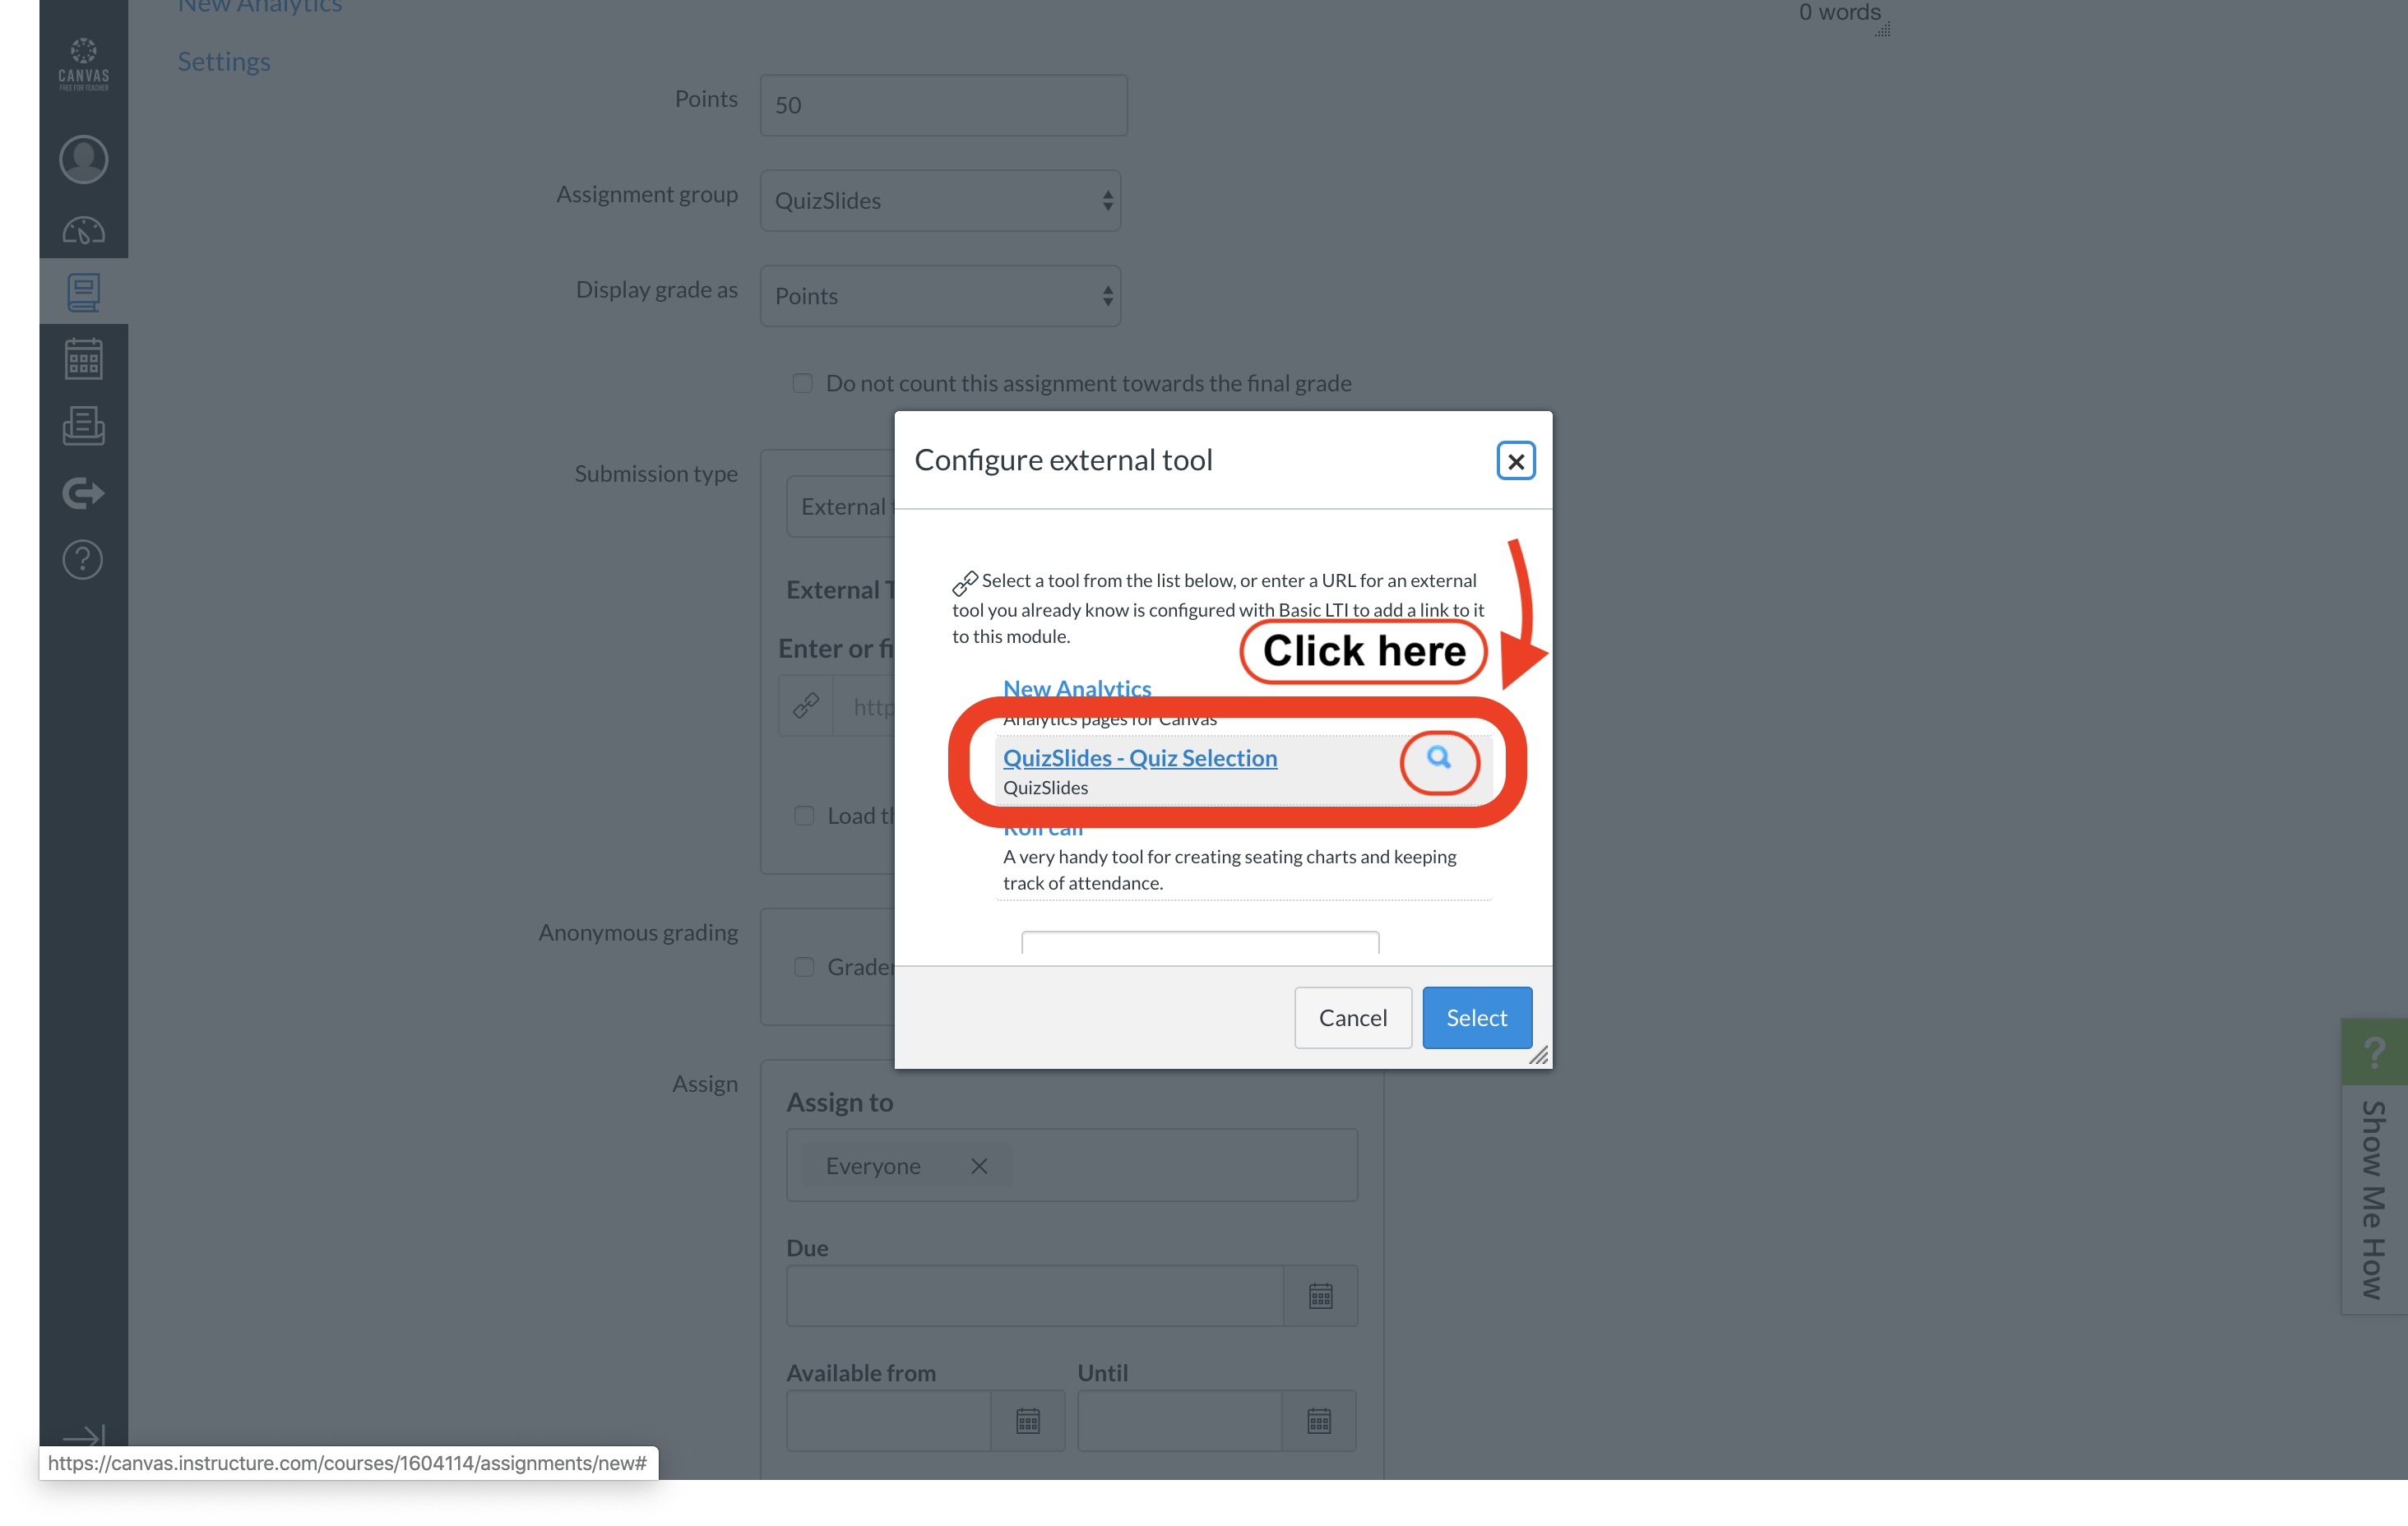 New Analytics
0 words
CANVAS
FREE FOR TEACHER
Settings
Points
50
Assignment group
QuizSlides
Display grade as
Points
Do not count this assignment towards the final grade
Submission type
External
Configure external tool
Select a tool from the list below, or enter a URL for an external
tool you already know is configured with Basic LTI to add a link to it
to this module.
External T
Enter or fi
http
Click here
New Analytics
Analytics pages for Canvas
QuizSlides - Quiz Selection
QuizSlides
Load th
Roll call
A very handy tool for creating seating charts and keeping
track of attendance.
Anonymous grading
Grader
Cancel
Select
Assign
Assign to
Everyone
Due
Available from
Until
?
Show Me How
https://canvas.instructure.com/courses/1604114/assignments/new#